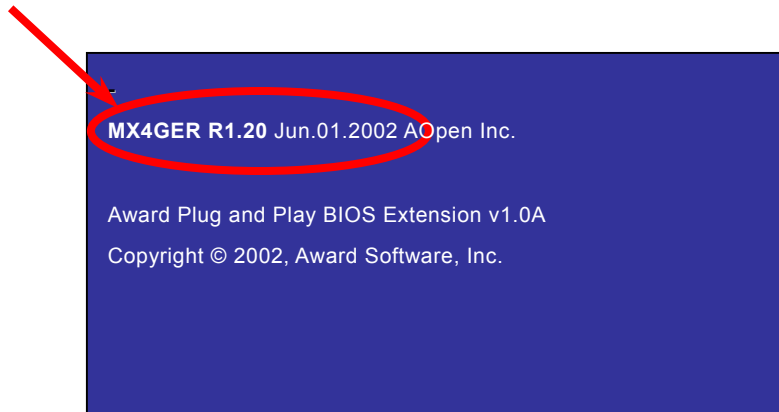 MX4GER R1.20 Jun.01.2002 AOpen Inc.
Award Plug and Play BIOS Extension v1.0A
Copyright © 2002, Award Software, Inc.